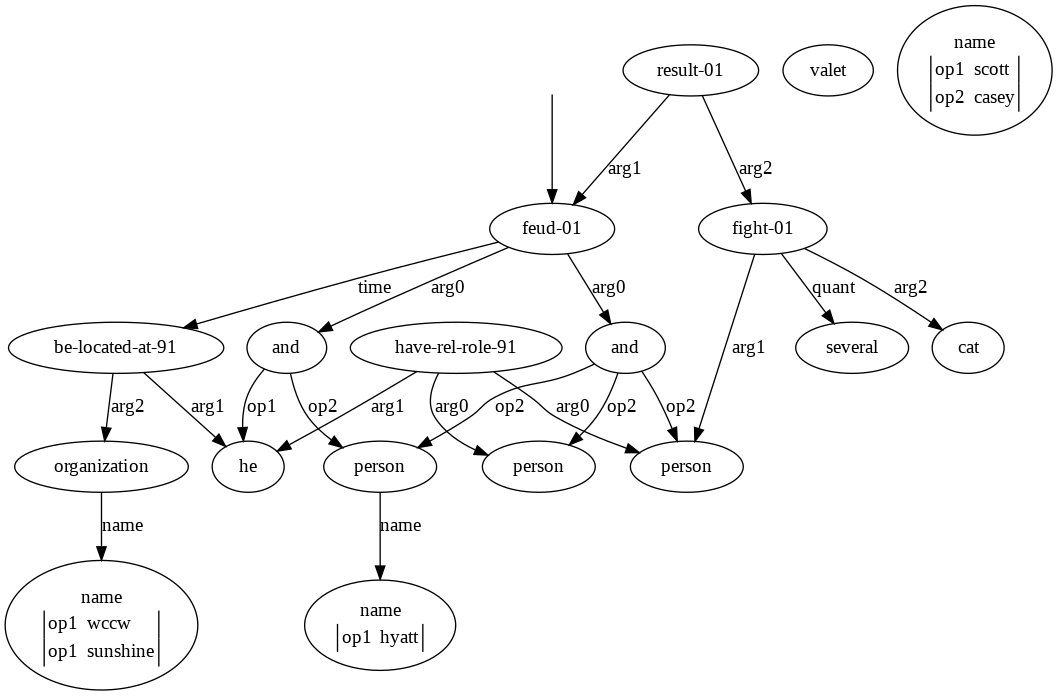 name
result-01 valet op1 scott
op2 casey
arg1 arg2
feud-01 fight-01
time arg0 arg0 quant arg2
be-located-at-91 and have-rel-role-91 and arg1 several cat
arg2 arg1 op1 op2 arg1 arg0 op2 arg0 op2 op2
organization he person person person
name name
name name
op1 wccw op1 hyatt
op1 sunshine